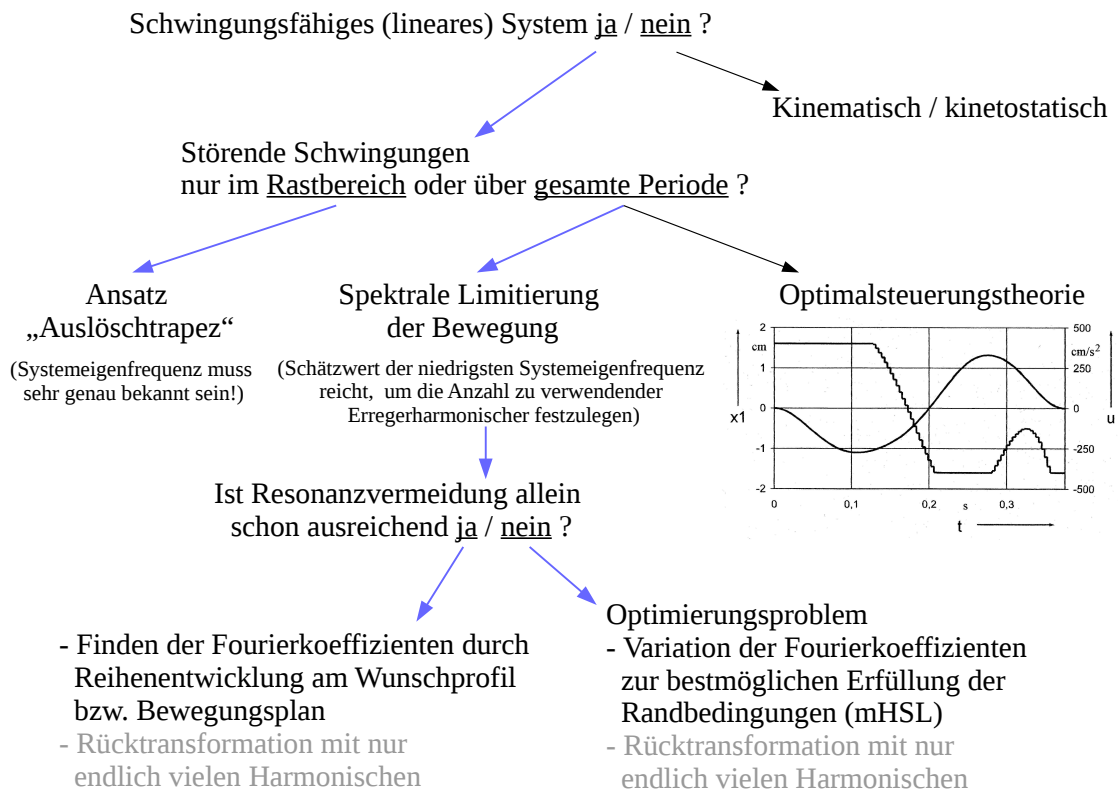 Schwingungsfähiges (lineares) System ja / nein ?
Kinematisch / kinetostatisch
Störende Schwingungen
nur im Rastbereich oder über gesamte Periode ?
Ansatz
„Auslöschtrapez“
(Systemeigenfrequenz muss
sehr genau bekannt sein!)
Spektrale Limitierung
der Bewegung
(Schätzwert der niedrigsten Systemeigenfrequenz
reicht, um die Anzahl zu verwendender
Erregerharmonischer festzulegen)
Optimalsteuerungstheorie
2
cm
1
0
-1
-2
x1
500
cm/s²
250
0
-250
-500
u
0
0,1
0,2
s
0,3
t
Ist Resonanzvermeidung allein
schon ausreichend ja / nein ?
- Finden der Fourierkoeffizienten durch
Reihenentwicklung am Wunschprofil
bzw. Bewegungsplan
- Rücktransformation mit nur
endlich vielen Harmonischen
Optimierungsproblem
- Variation der Fourierkoeffizienten
zur bestmöglichen Erfüllung der
Randbedingungen (mHSL)
- Rücktransformation mit nur
endlich vielen Harmonischen